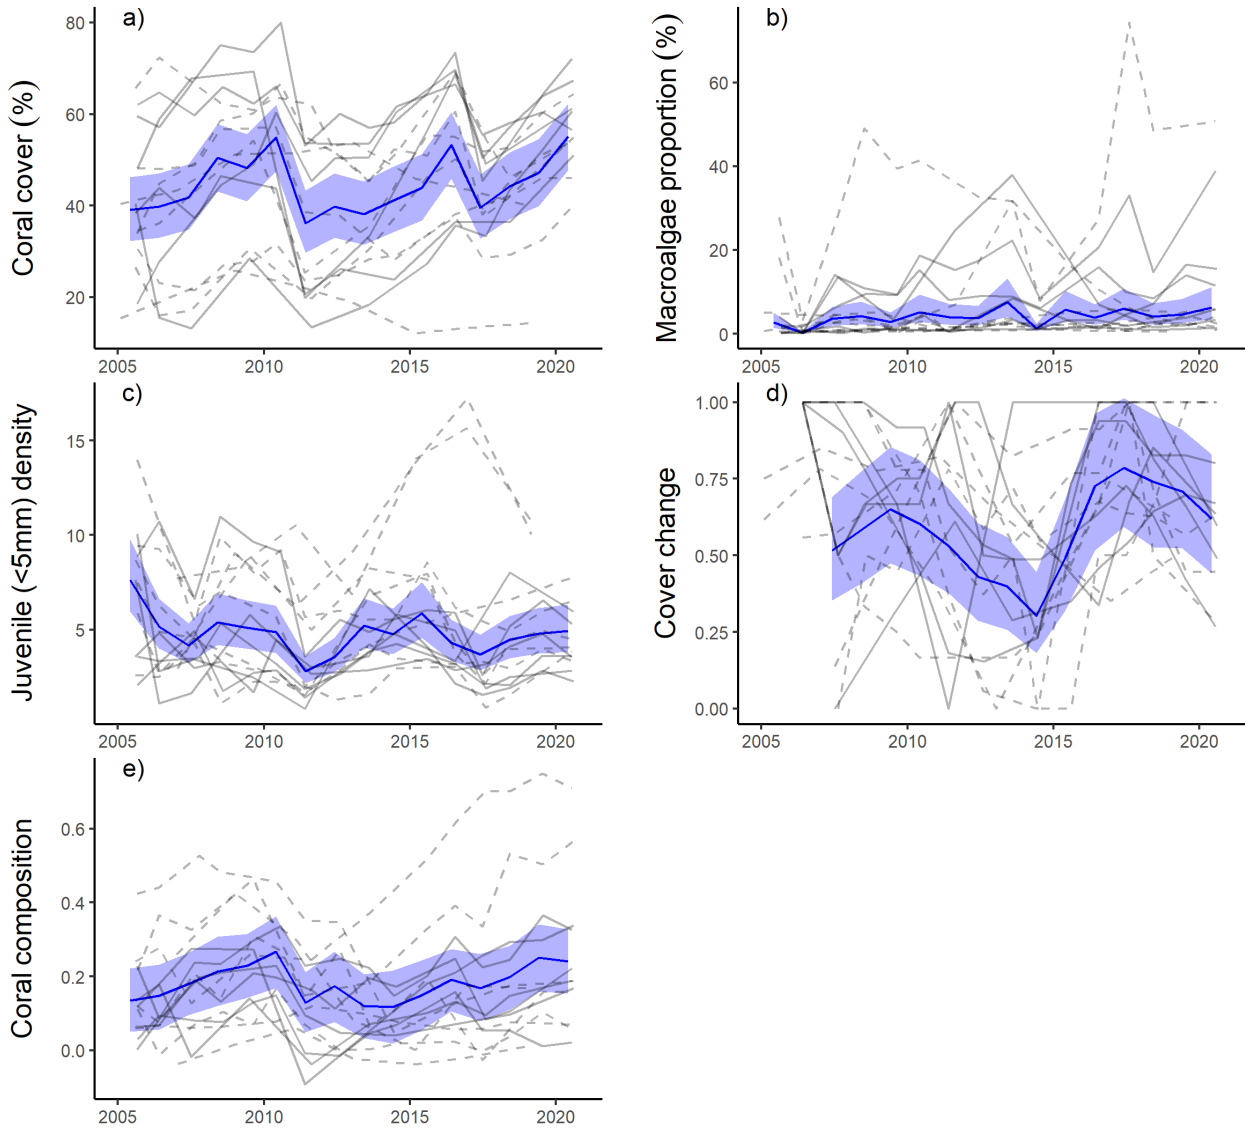 a)
Coral cover (%)
80
60
40
20
2005 2010 2015 2020
b)
Macroalgae proportion (%)
60
40
20
0
2005 2010 2015 2020
c)
Juvenile (<5mm) density
15
10
5
2005 2010 2015 2020
d)
Cover change
1.00
0.75
0.50
0.25
0.00
2005 2010 2015 2020
e)
Coral composition
0.6
0.4
0.2
0.0
2005 2010 2015 2020